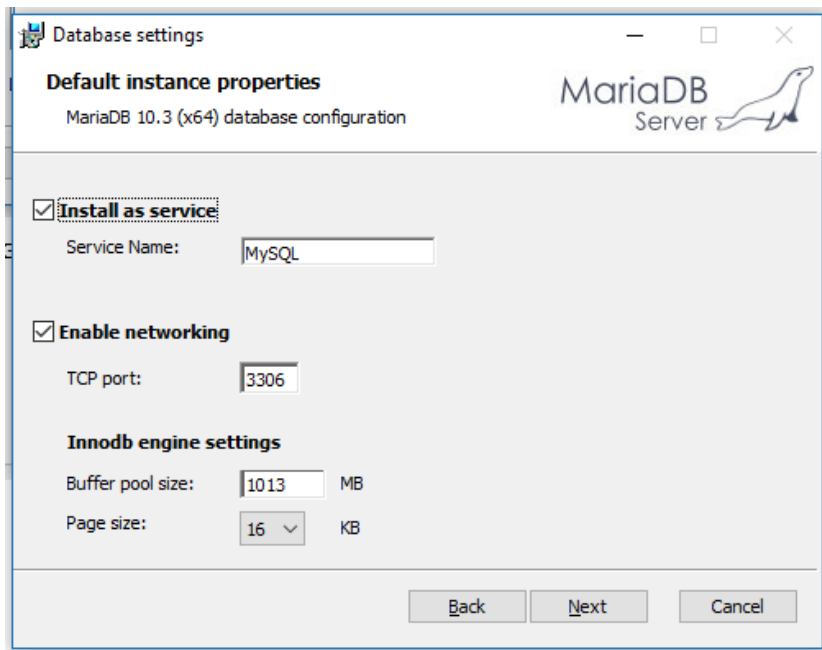 Database settings
Default instance properties
MariaDB 10.3 (x64) database configuration
MariaDB
Server
Install as service
Service Name: MySQL
Enable networking
TCP port: 3306
Innodb engine settings
Buffer pool size: 1013 MB
Page size: 16 KB
Back Next Cancel